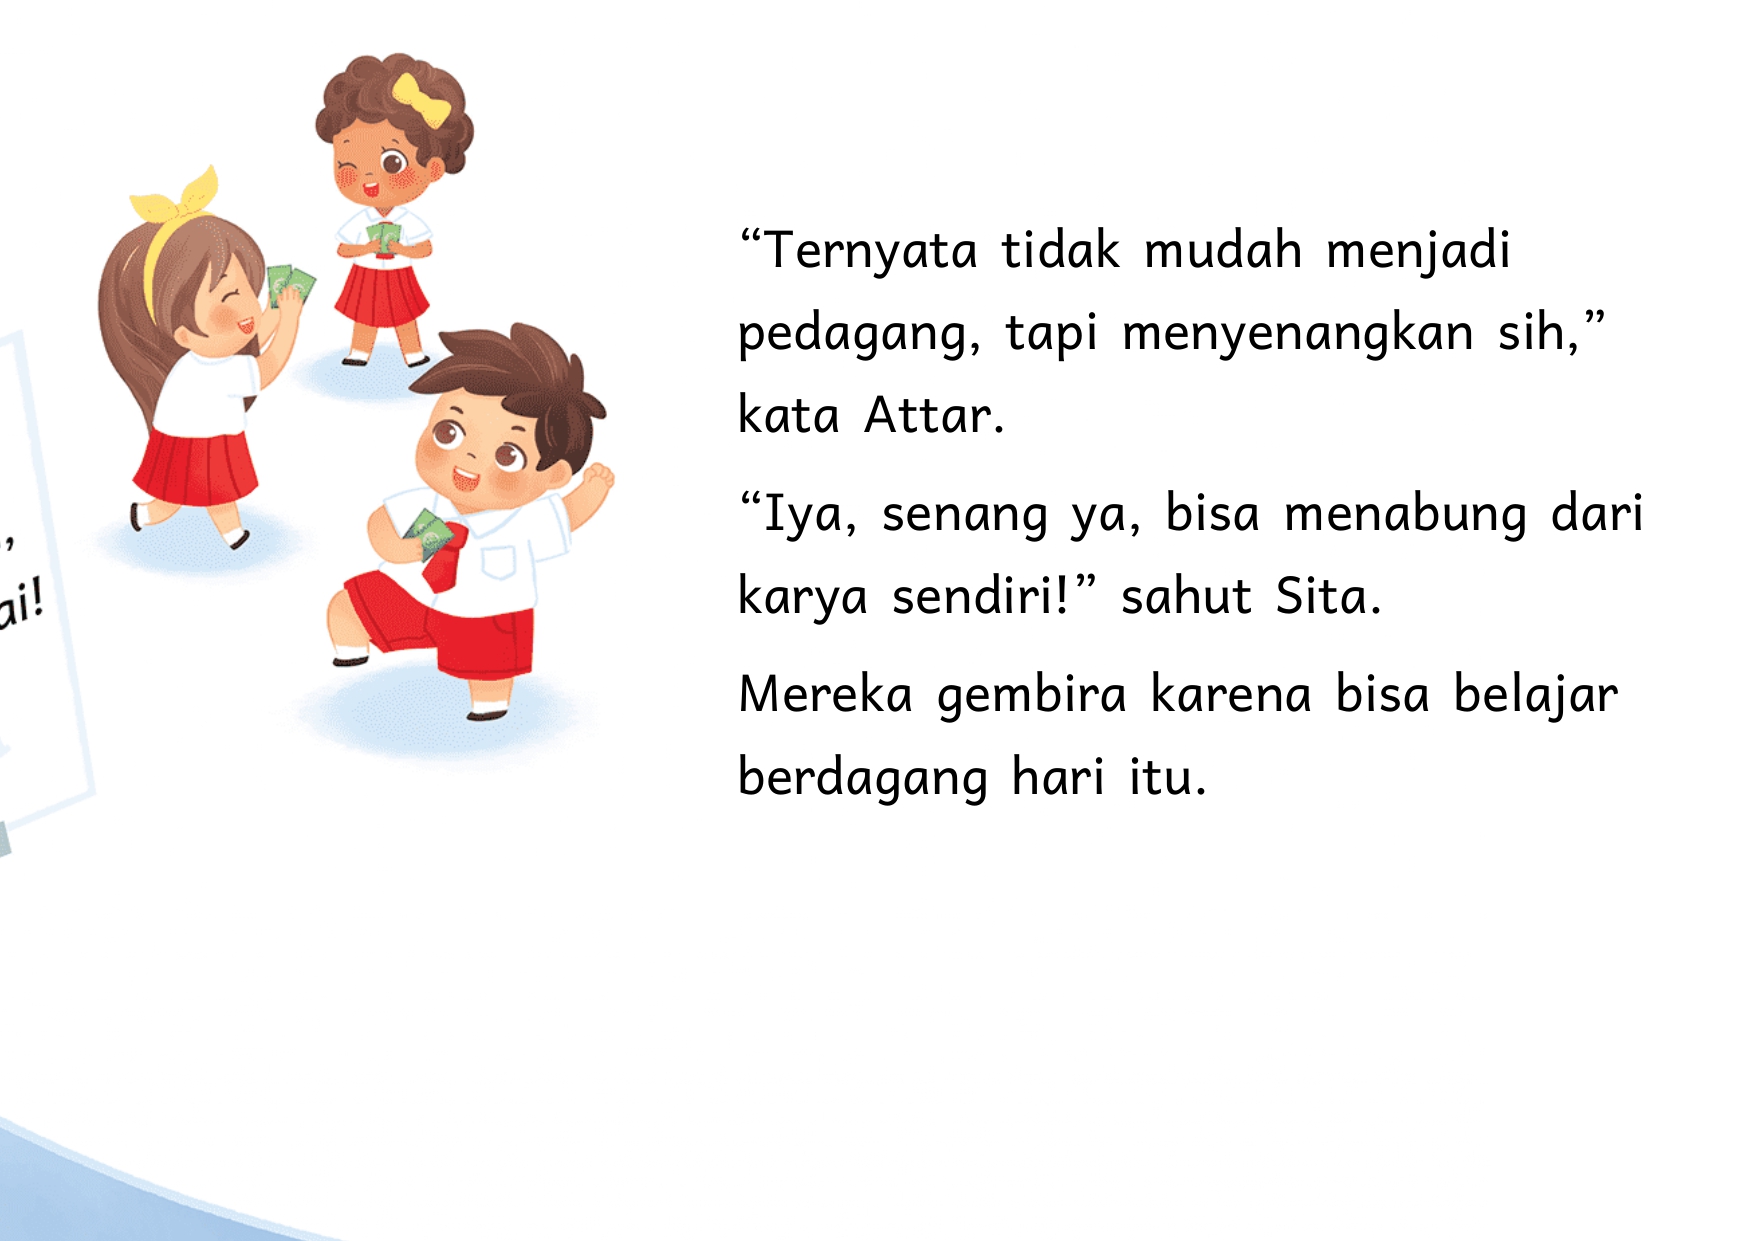 “Ternyata tidak mudah menjadi
pedagang, tapi menyenangkan sih,”
kata Attar.
“Iya, senang ya, bisa menabung dari
karya sendiri!” sahut Sita.
Mereka gembira karena bisa belajar
berdagang hari itu.